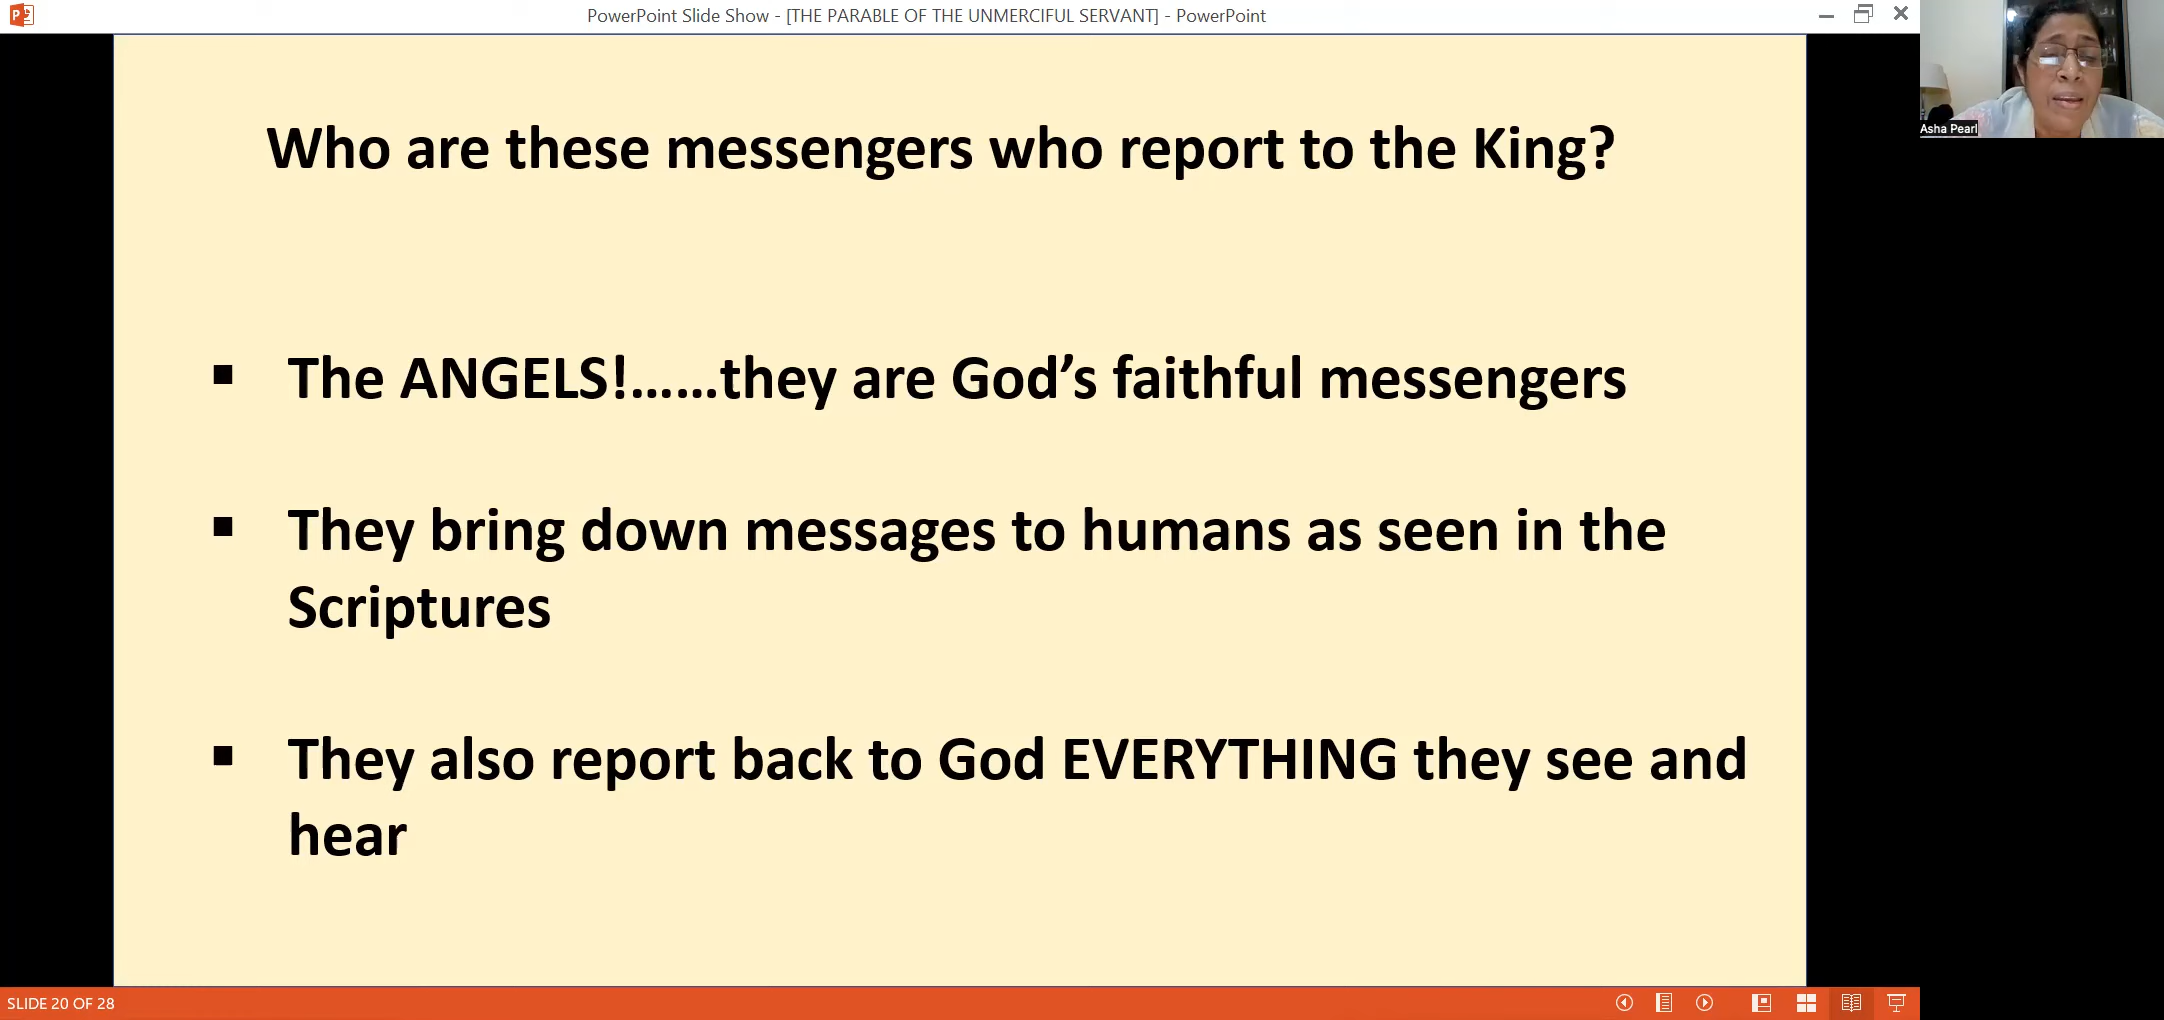 PowerPoint Slide Show - [THE PARABLE OF THE UNMERCIFUL SERVANT] - PowerPoint
Asha Pearl
Who are these messengers who report to the King?
▪ The ANGELS!......they are God’s faithful messengers
▪ They bring down messages to humans as seen in the
Scriptures
▪ They also report back to God EVERYTHING they see and
hear
SLIDE 20 OF 28